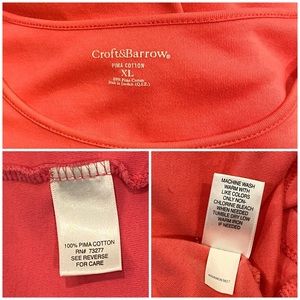 Croft&Barrow®
PIMA COTTON
XL
100% PIMA COTTON
RN# 73277
SEE REVERSE
FOR CARE
MACHINE WASH
WARM WITH
LIKE COLORS
ONLY NON-
CHLORINE BLEACH
WHEN NEEDED
TUMBLE DRY LOW
WARM IRON
IF NEEDED